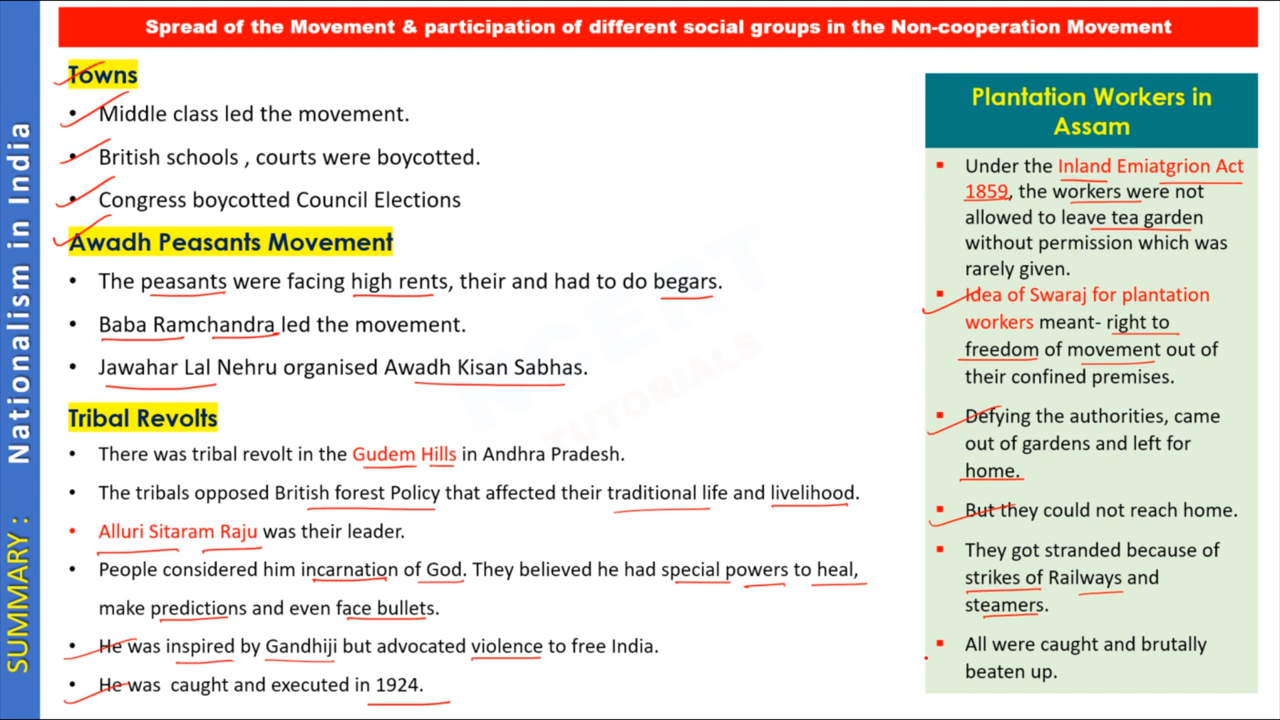 Spread of the Movement & participation of different social groups in the Non-cooperation Movement
SUMMARY : Nationalism in India
Towns
• Middle class led the movement.
• British schools , courts were boycotted.
• Congress boycotted Council Elections
Awadh Peasants Movement
• The peasants were facing high rents, their and had to do begars.
• Baba Ramchandra led the movement.
• Jawahar Lal Nehru organised Awadh Kisan Sabhas.
Tribal Revolts
• There was tribal revolt in the Gudem Hills in Andhra Pradesh.
• The tribals opposed British forest Policy that affected their traditional life and livelihood.
• Alluri Sitaram Raju was their leader.
• People considered him incarnation of God. They believed he had special powers to heal,
make predictions and even face bullets.
• He was inspired by Gandhiji but advocated violence to free India.
• He was caught and executed in 1924.
Plantation Workers in
Assam
▪ Under the Inland Emiatgrion Act
1859, the workers were not
allowed to leave tea garden
without permission which was
rarely given.
▪ Idea of Swaraj for plantation
workers meant- right to
freedom of movement out of
their confined premises.
▪ Defying the authorities, came
out of gardens and left for
home.
▪ But they could not reach home.
▪ They got stranded because of
strikes of Railways and
steamers.
▪ All were caught and brutally
beaten up.
NCERT
TUTORIALS